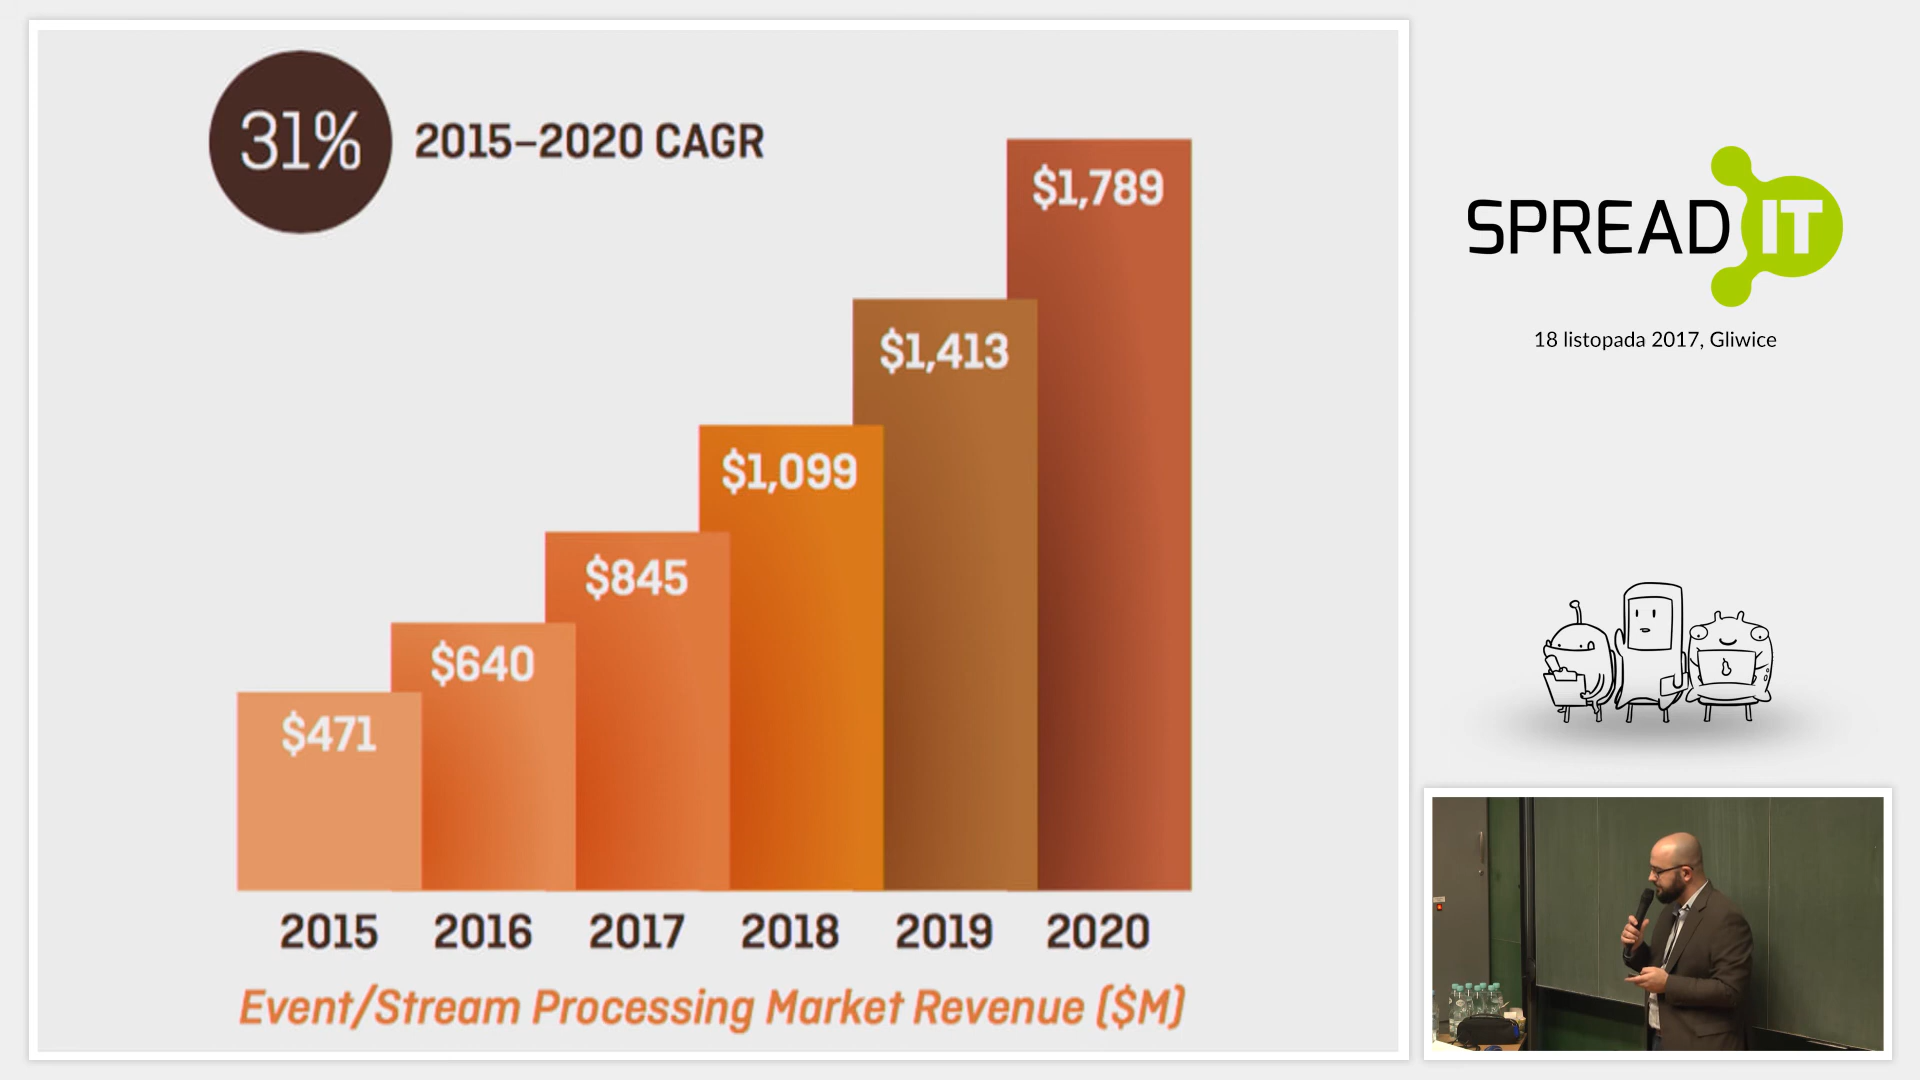 31%
2015–2020 CAGR
$1,789
$1,413
$1,099
$845
$640
$471
2015 2016 2017 2018 2019 2020
Event/Stream Processing Market Revenue ($M)
SPREAD IT
18 listopada 2017, Gliwice